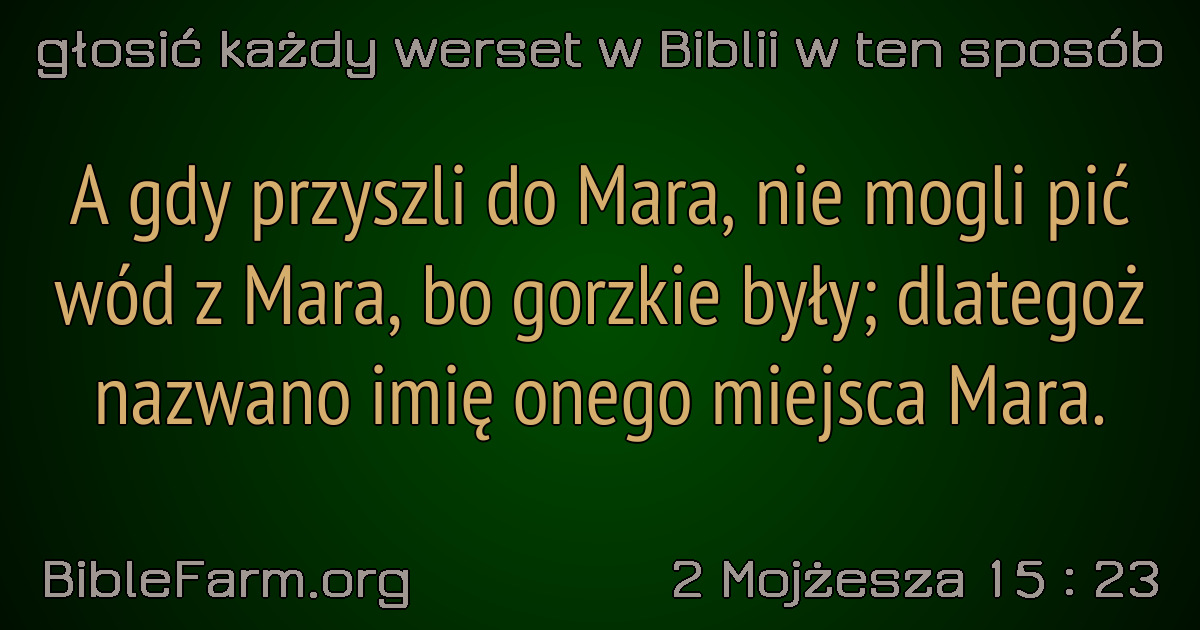 głosić każdy werset w Biblii w ten sposób
A gdy przyszli do Mara, nie mogli pić
wód z Mara, bo gorzkie były; dlategoż
nazwano imię onego miejsca Mara.
BibleFarm.org
2 Mojżesza 15 : 23